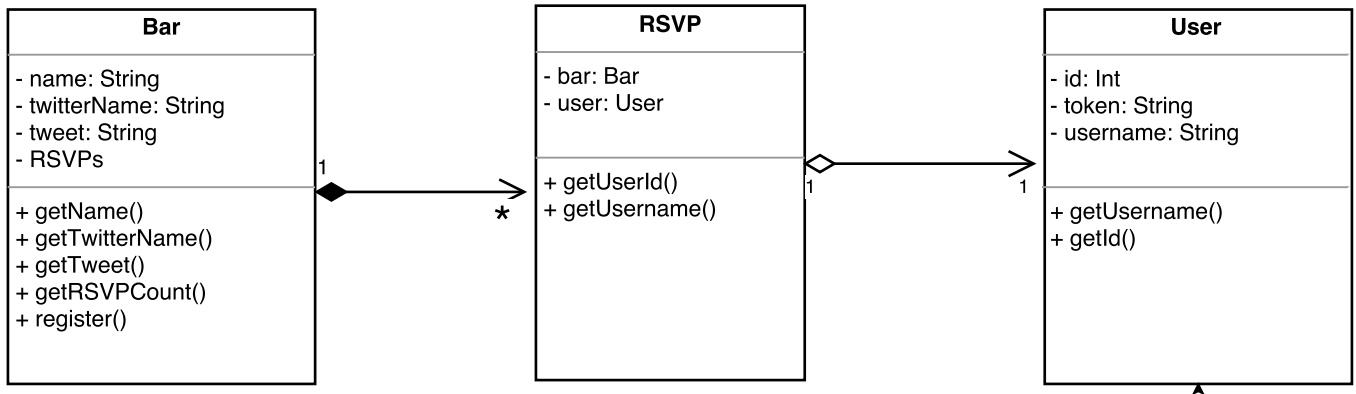 Bar
- name: String
- twitterName: String
- tweet: String
- RSVPs
+ getName()
+ getTwitterName()
+ getTweet()
+ getRSVPCount()
+ register()
1
*
RSVP
- bar: Bar
- user: User
+ getUserId()
+ getUsername()
1
1
User
- id: Int
- token: String
- username: String
+ getUsername()
+ getId()